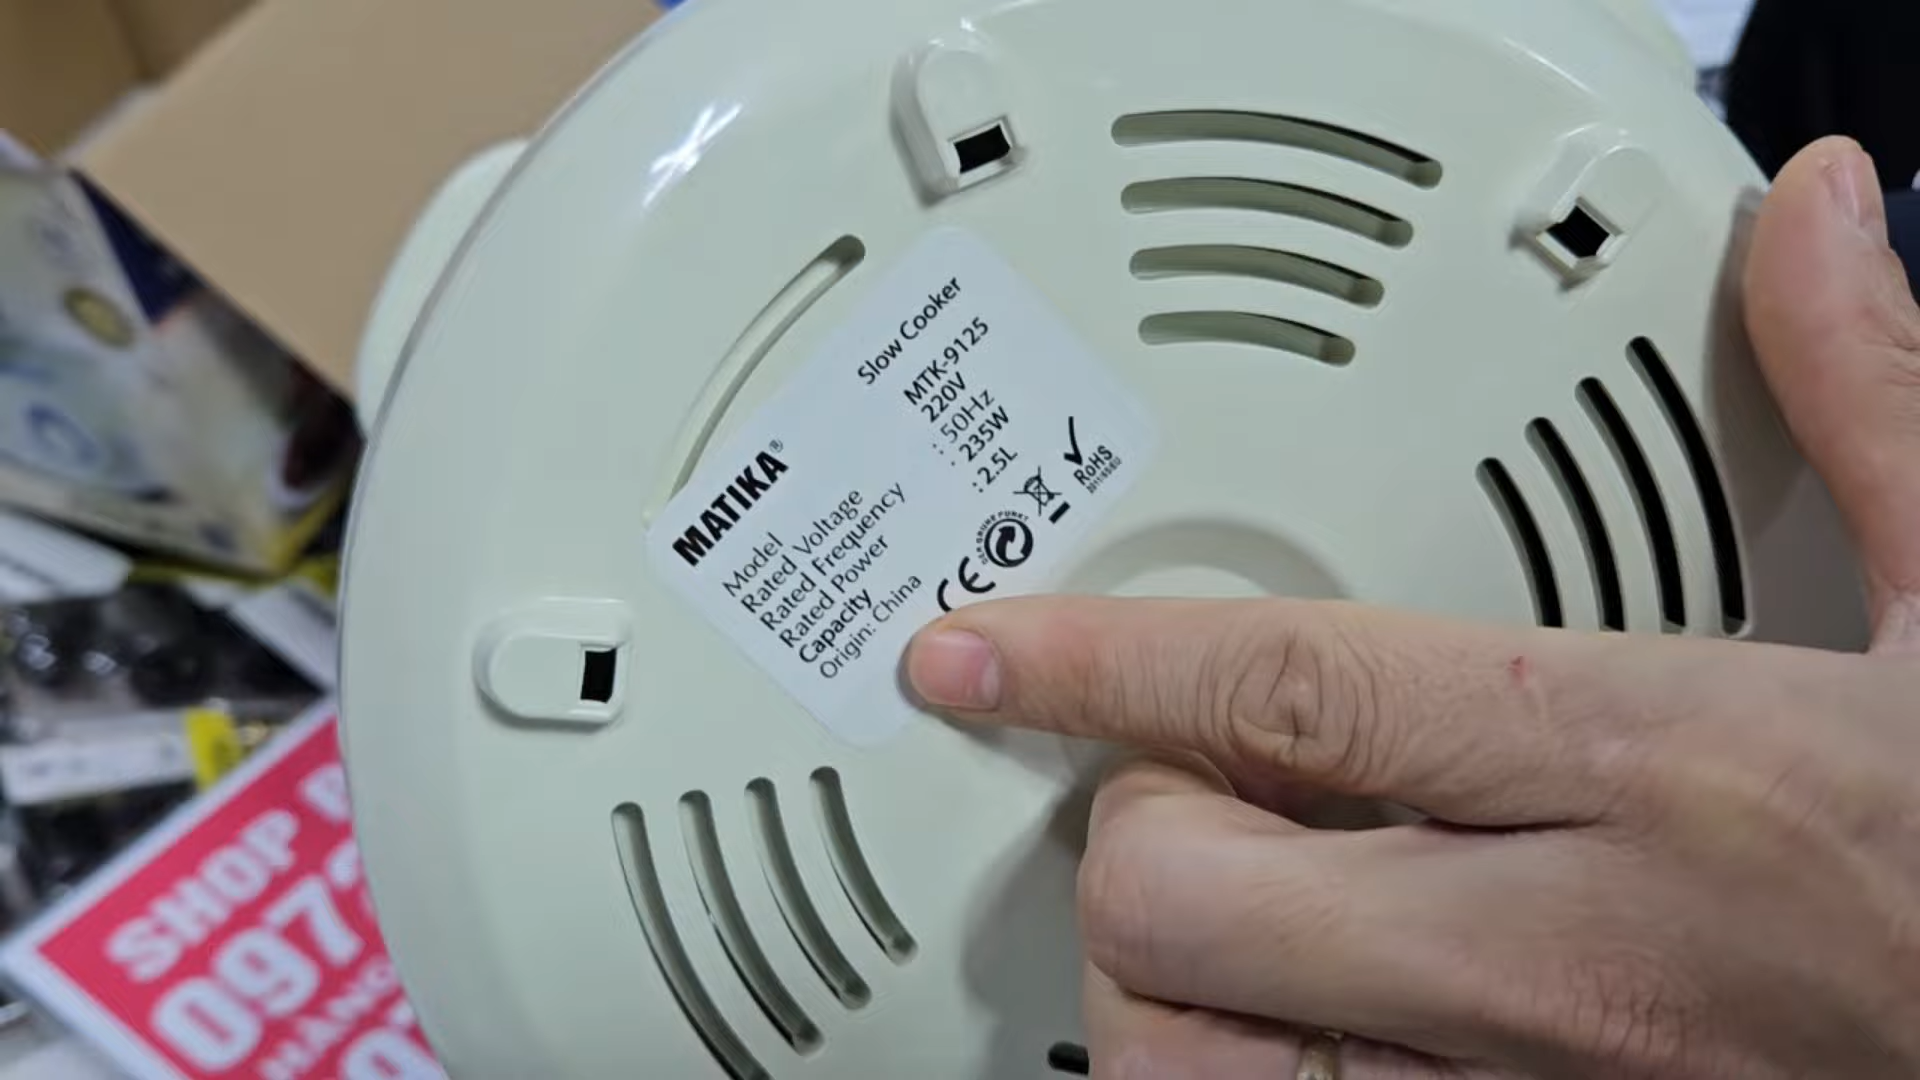 Slow Cooker
MATIKA®
Model MTK-9125
Rated Voltage 220V
Rated Frequency : 50Hz
Rated Power : 235W
Capacity : 2.5L
Origin: China
CE
RoHS
SHOP
097